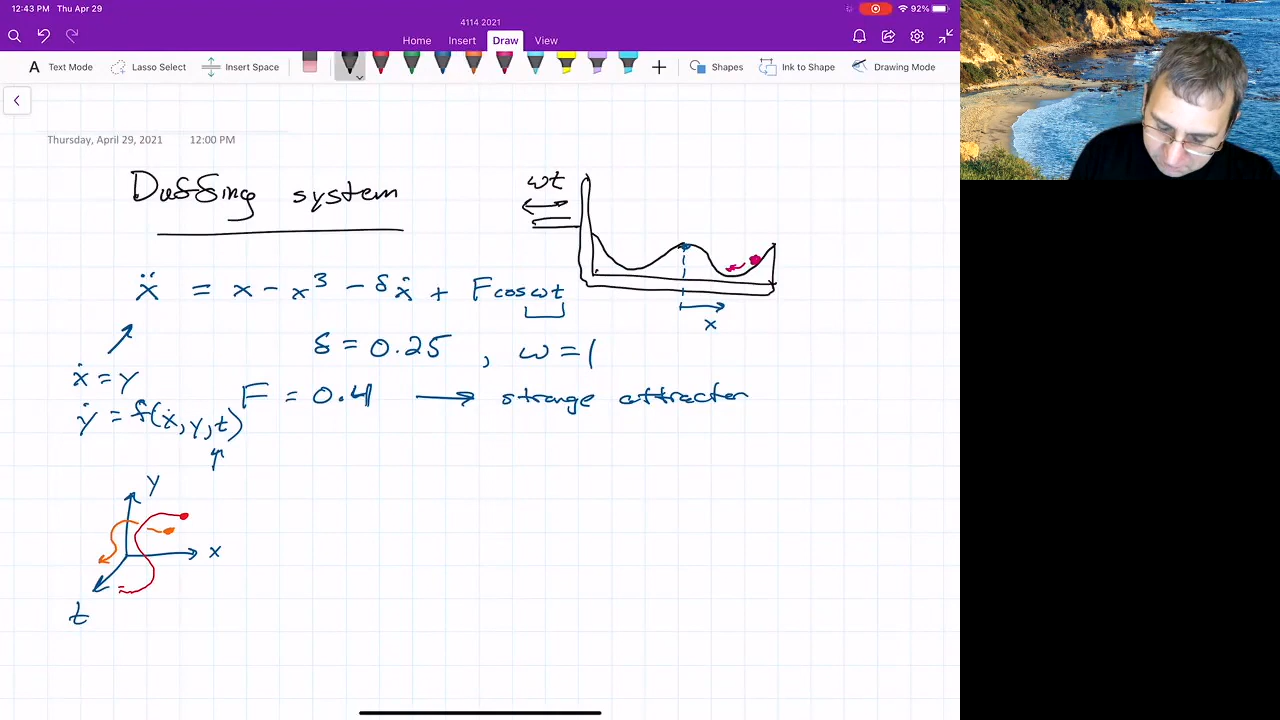 12:43 PM Thu Apr 29
92%
4114 2021
Home Insert Draw View
Text Mode Lasso Select Insert Space Shapes Ink to Shape Drawing Mode
Thursday, April 29, 2021 12:00 PM
Duffing system
ωt
ẍ = x - x³ - δẋ + F cos ωt
x
δ = 0.25 , ω = 1
ẋ = y
F = 0.4 → strange attractor
ẏ = f(x, y, t)
y
x
t